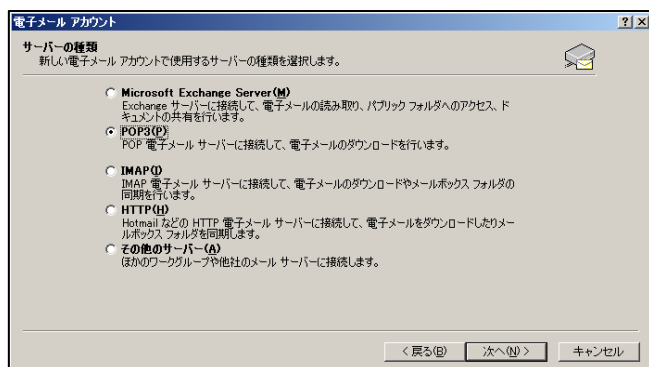 電子メール アカウント
サーバーの種類
新しい電子メール アカウントで使用するサーバーの種類を選択します。
Microsoft Exchange Server(M)
Exchange サーバーに接続して、電子メールの読み取り、パブリック フォルダへのアクセス、ド
キュメントの共有を行います。
POP3(P)
POP 電子メール サーバーに接続して、電子メールのダウンロードを行います。
IMAP(I)
IMAP 電子メール サーバーに接続して、電子メールのダウンロードやメールボックス フォルダの
同期を行います。
HTTP(H)
Hotmail などの HTTP 電子メール サーバーに接続して、電子メールをダウンロードしたりメー
ルボックス フォルダを同期します。
その他のサーバー(A)
ほかのワークグループや他社のメール サーバーに接続します。
< 戻る(B) 次へ(N) > キャンセル